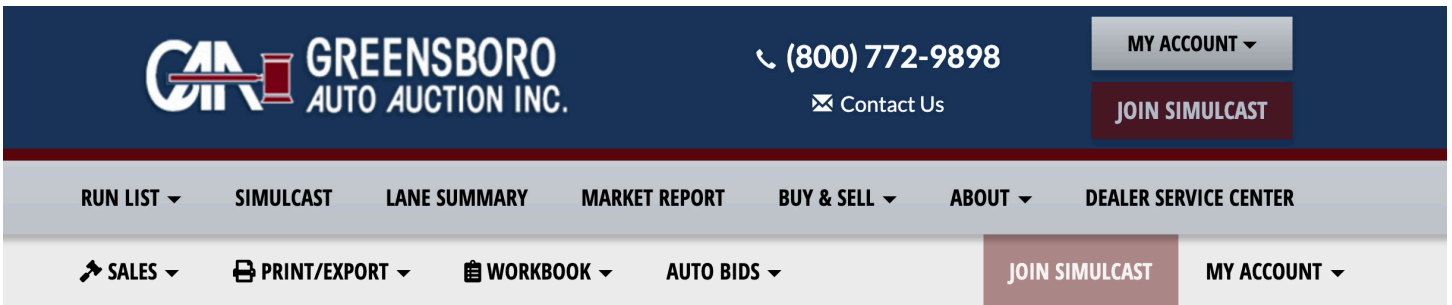 GAA GREENSBORO
AUTO AUCTION INC.
(800) 772-9898
Contact Us
MY ACCOUNT
JOIN SIMULCAST
RUN LIST SIMULCAST LANE SUMMARY MARKET REPORT BUY & SELL ABOUT DEALER SERVICE CENTER
SALES PRINT/EXPORT WORKBOOK AUTO BIDS JOIN SIMULCAST MY ACCOUNT